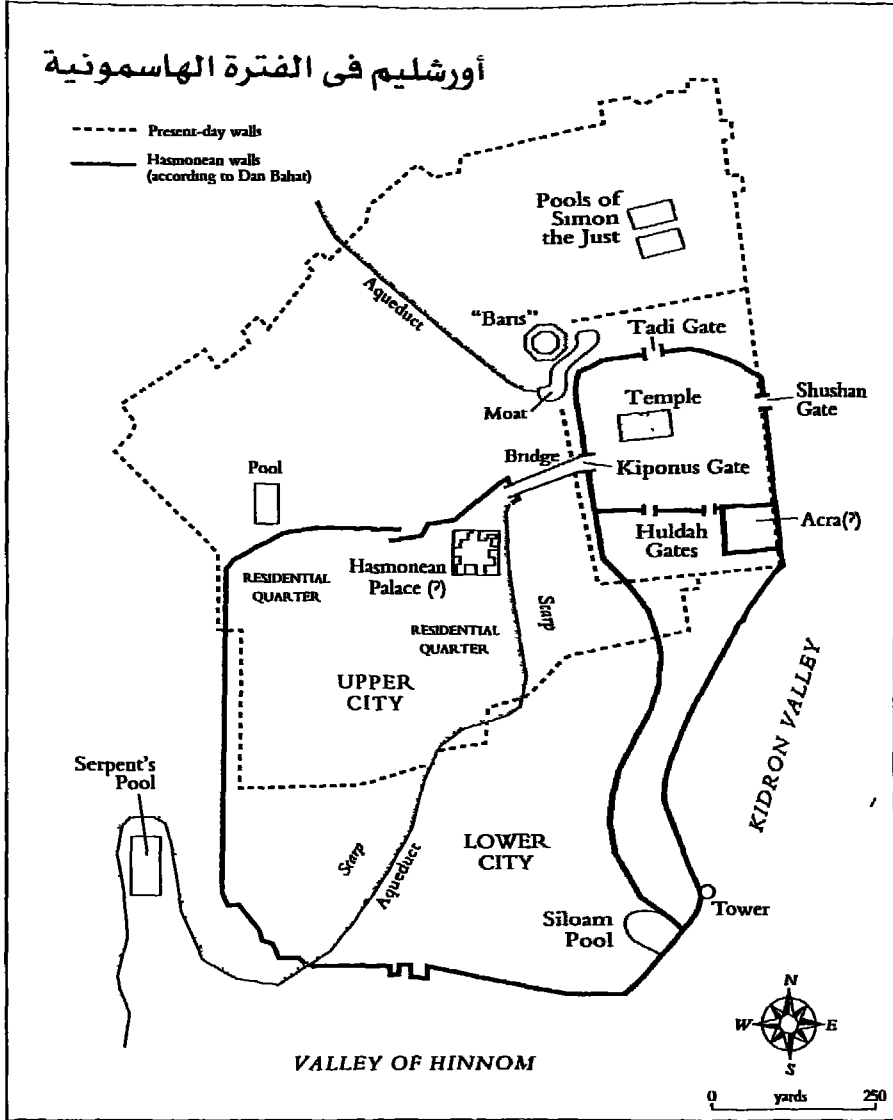 أورشليم فى الفترة الهاسمونية
Present-day walls
Hasmonean walls
(according to Dan Bahat)
Pools of
Simon
the Just
Aqueduct
"Baris"
Tadi Gate
Moat
Temple
Shushan
Gate
Bridge
Kiponus Gate
Pool
Huldah
Gates
Acra(?)
Hasmonean
Palace (?)
RESIDENTIAL
QUARTER
Scarp
RESIDENTIAL
QUARTER
UPPER
CITY
KIDRON VALLEY
Serpent's
Pool
LOWER
CITY
Scarp
Aqueduct
Tower
Siloam
Pool
N
W
E
S
VALLEY OF HINNOM
0 yards 250